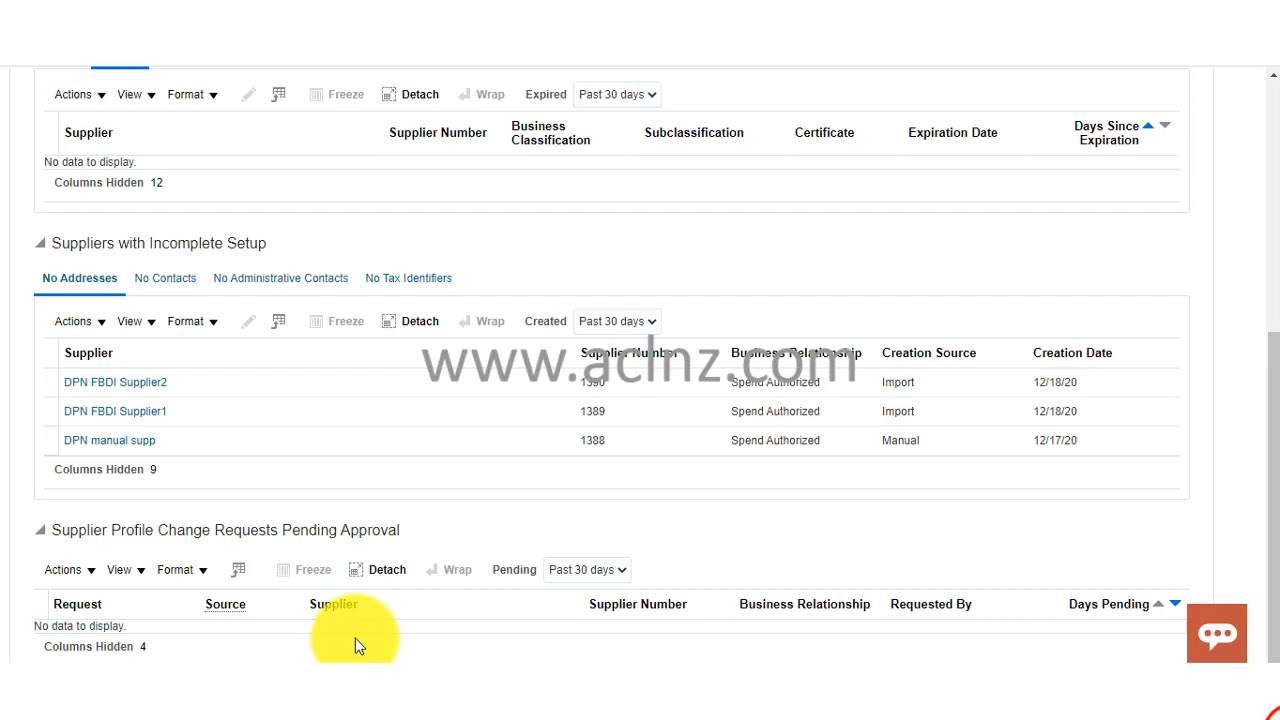 Actions View Format Freeze Detach Wrap Expired Past 30 days
Supplier Supplier Number Business Classification Subclassification Certificate Expiration Date Days Since Expiration
No data to display.
Columns Hidden 12
Suppliers with Incomplete Setup
No Addresses No Contacts No Administrative Contacts No Tax Identifiers
Actions View Format Freeze Detach Wrap Created Past 30 days
Supplier Supplier Number Business Relationship Creation Source Creation Date
www.aclnz.com
DPN FBDI Supplier2 1390 Spend Authorized Import 12/18/20
DPN FBDI Supplier1 1389 Spend Authorized Import 12/18/20
DPN manual supp 1388 Spend Authorized Manual 12/17/20
Columns Hidden 9
Supplier Profile Change Requests Pending Approval
Actions View Format Freeze Detach Wrap Pending Past 30 days
Request Source Supplier Supplier Number Business Relationship Requested By Days Pending
No data to display.
Columns Hidden 4